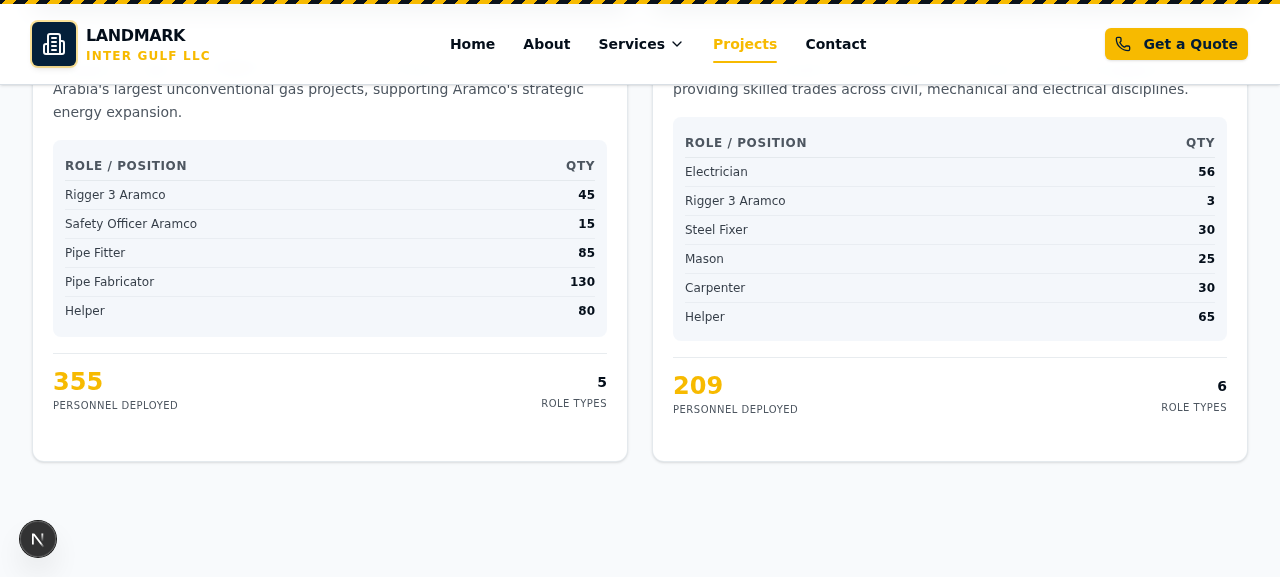 LANDMARK
INTER GULF LLC
Home About Services Projects Contact
Get a Quote
Arabia's largest unconventional gas projects, supporting Aramco's strategic
energy expansion.
ROLE / POSITION QTY
Rigger 3 Aramco 45
Safety Officer Aramco 15
Pipe Fitter 85
Pipe Fabricator 130
Helper 80
355 5
PERSONNEL DEPLOYED ROLE TYPES
providing skilled trades across civil, mechanical and electrical disciplines.
ROLE / POSITION QTY
Electrician 56
Rigger 3 Aramco 3
Steel Fixer 30
Mason 25
Carpenter 30
Helper 65
209 6
PERSONNEL DEPLOYED ROLE TYPES
N